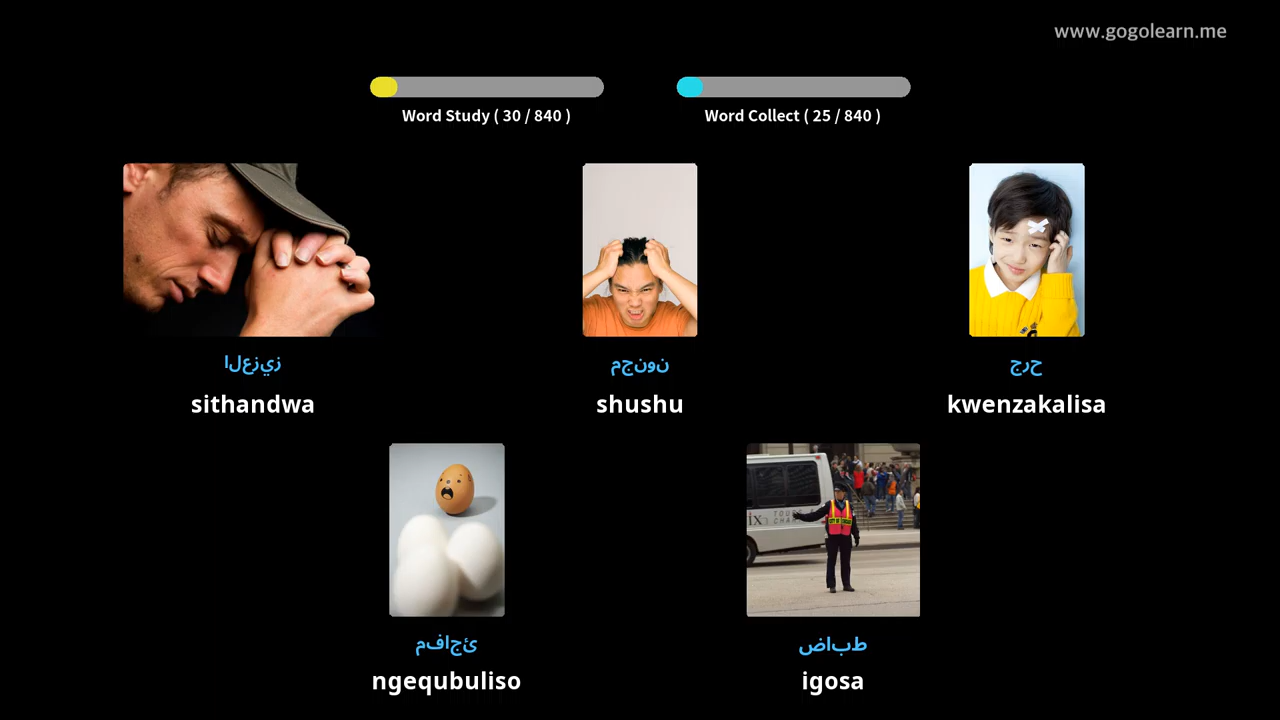 www.gogolearn.me
Word Study ( 30 / 840 )
Word Collect ( 25 / 840 )
العزيز
مجنون
جرح
sithandwa
shushu
kwenzakalisa
مفاجئ
ضابط
ngequbuliso
igosa